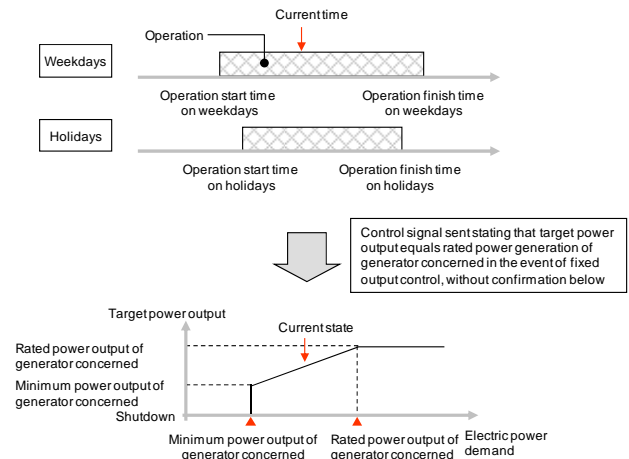 Current time
Operation
Weekdays
Operation start time
on weekdays
Operation finish time
on weekdays
Holidays
Operation start time
on holidays
Operation finish time
on holidays
Control signal sent stating that target power
output equals rated power generation of
generator concerned in the event of fixed
output control, without confirmation below
Target power output
Current state
Rated power output of
generator concerned
Minimum power output of
generator concerned
Shutdown
Minimum power output of
generator concerned
Rated power output of
generator concerned
Electric power
demand